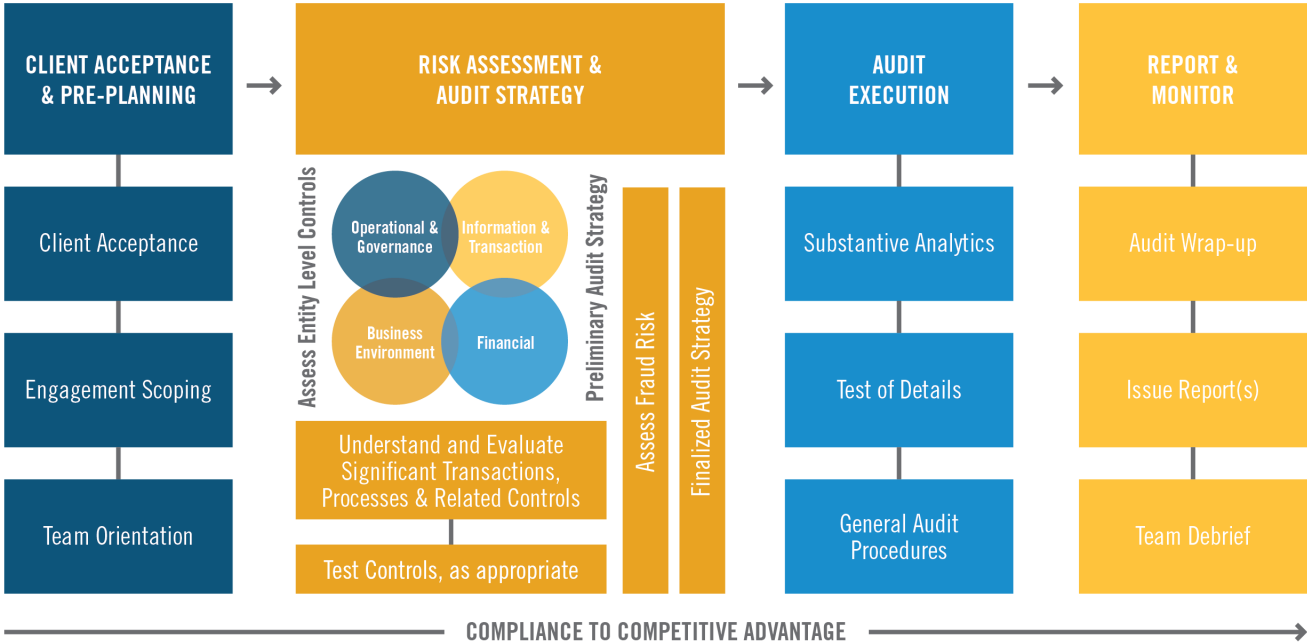 CLIENT ACCEPTANCE
& PRE-PLANNING
Client Acceptance
Engagement Scoping
Team Orientation
RISK ASSESSMENT &
AUDIT STRATEGY
Assess Entity Level Controls
Operational &
Governance
Information &
Transaction
Business
Environment
Financial
Preliminary Audit Strategy
Understand and Evaluate
Significant Transactions,
Processes & Related Controls
Test Controls, as appropriate
Assess Fraud Risk
Finalized Audit Strategy
AUDIT
EXECUTION
Substantive Analytics
Test of Details
General Audit
Procedures
REPORT &
MONITOR
Audit Wrap-up
Issue Report(s)
Team Debrief
COMPLIANCE TO COMPETITIVE ADVANTAGE